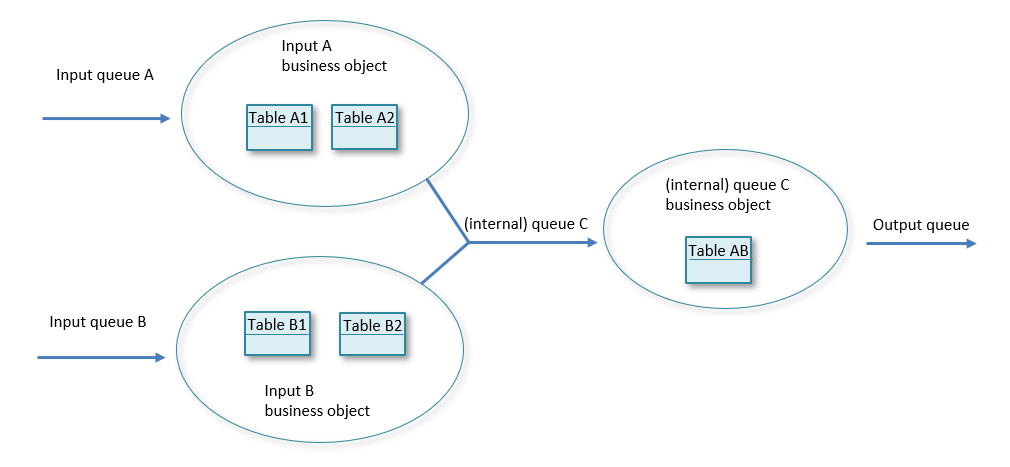 Input A
business object
Input queue A
Table A1
Table A2
(internal) queue C
business object
(internal) queue C
Output queue
Table AB
Input queue B
Table B1
Table B2
Input B
business object